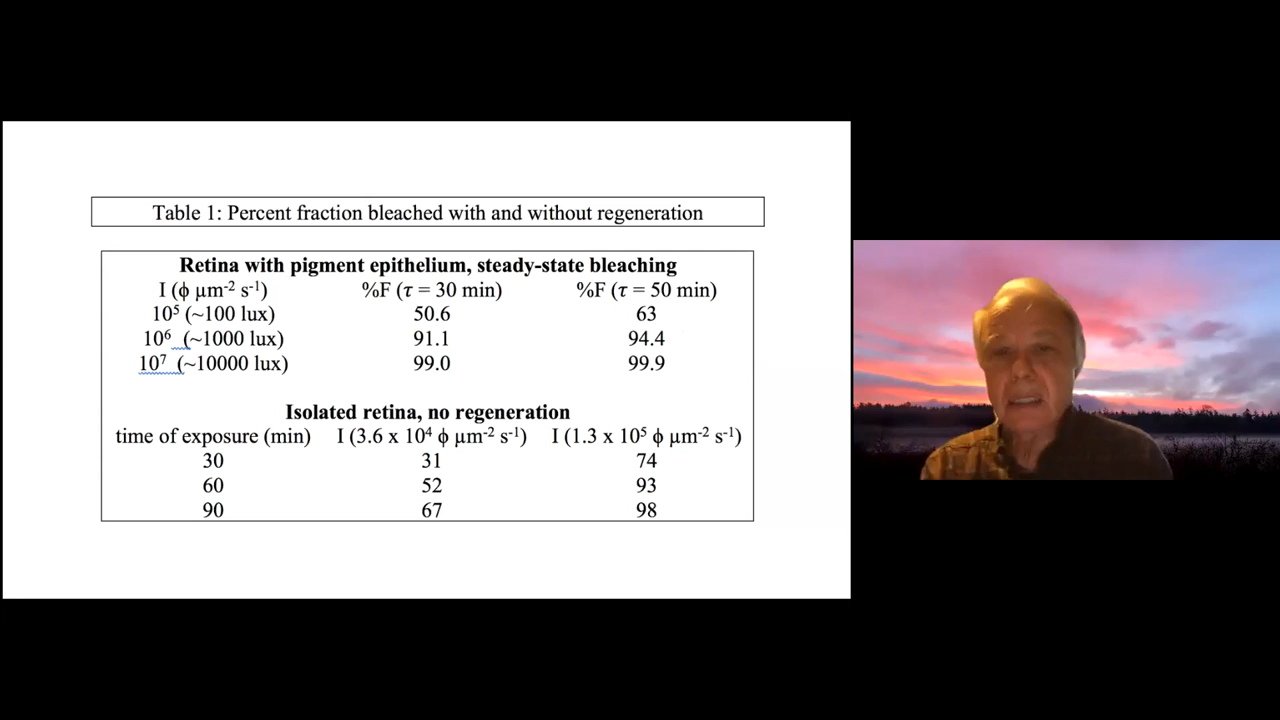 Table 1: Percent fraction bleached with and without regeneration
Retina with pigment epithelium, steady-state bleaching
I (ϕ µm⁻² s⁻¹) %F (τ = 30 min) %F (τ = 50 min)
10⁵ (~100 lux) 50.6 63
10⁶ (~1000 lux) 91.1 94.4
10⁷ (~10000 lux) 99.0 99.9
Isolated retina, no regeneration
time of exposure (min) I (3.6 x 10⁴ ϕ µm⁻² s⁻¹) I (1.3 x 10⁵ ϕ µm⁻² s⁻¹)
30 31 74
60 52 93
90 67 98